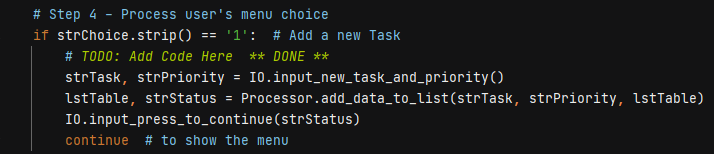 # Step 4 - Process user's menu choice
if strChoice.strip() == '1':  # Add a new Task
# TODO: Add Code Here  ** DONE **
strTask, strPriority = IO.input_new_task_and_priority()
lstTable, strStatus = Processor.add_data_to_list(strTask, strPriority, lstTable)
IO.input_press_to_continue(strStatus)
continue  # to show the menu